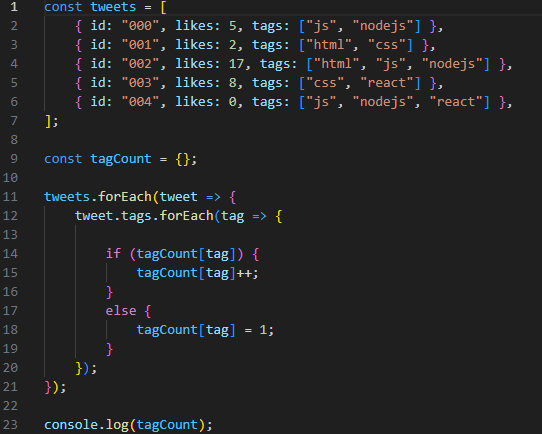 1 const tweets = [
2 { id: "000", likes: 5, tags: ["js", "nodejs"] },
3 { id: "001", likes: 2, tags: ["html", "css"] },
4 { id: "002", likes: 17, tags: ["html", "js", "nodejs"] },
5 { id: "003", likes: 8, tags: ["css", "react"] },
6 { id: "004", likes: 0, tags: ["js", "nodejs", "react"] },
7 ];
8
9 const tagCount = {};
10
11 tweets.forEach(tweet => {
12 tweet.tags.forEach(tag => {
13
14 if (tagCount[tag]) {
15 tagCount[tag]++;
16 }
17 else {
18 tagCount[tag] = 1;
19 }
20 });
21 });
22
23 console.log(tagCount);